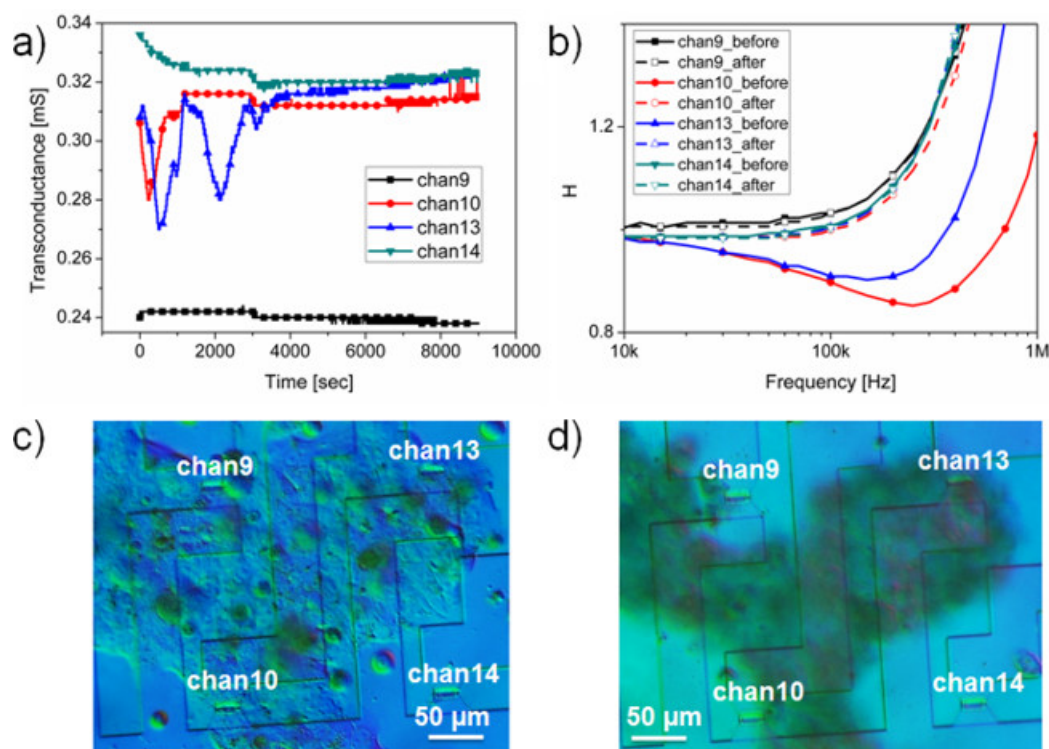 a)
0.34
0.32
0.30
0.28
0.26
0.24
Transconductance [mS]
chan9
chan10
chan13
chan14
0 2000 4000 6000 8000 10000
Time [sec]
b)
1.2
0.8
H
chan9_before
chan9_after
chan10_before
chan10_after
chan13_before
chan13_after
chan14_before
chan14_after
10k 100k 1M
Frequency [Hz]
c)
chan9
chan13
chan10
chan14
50 µm
d)
chan9
chan13
chan10
chan14
50 µm